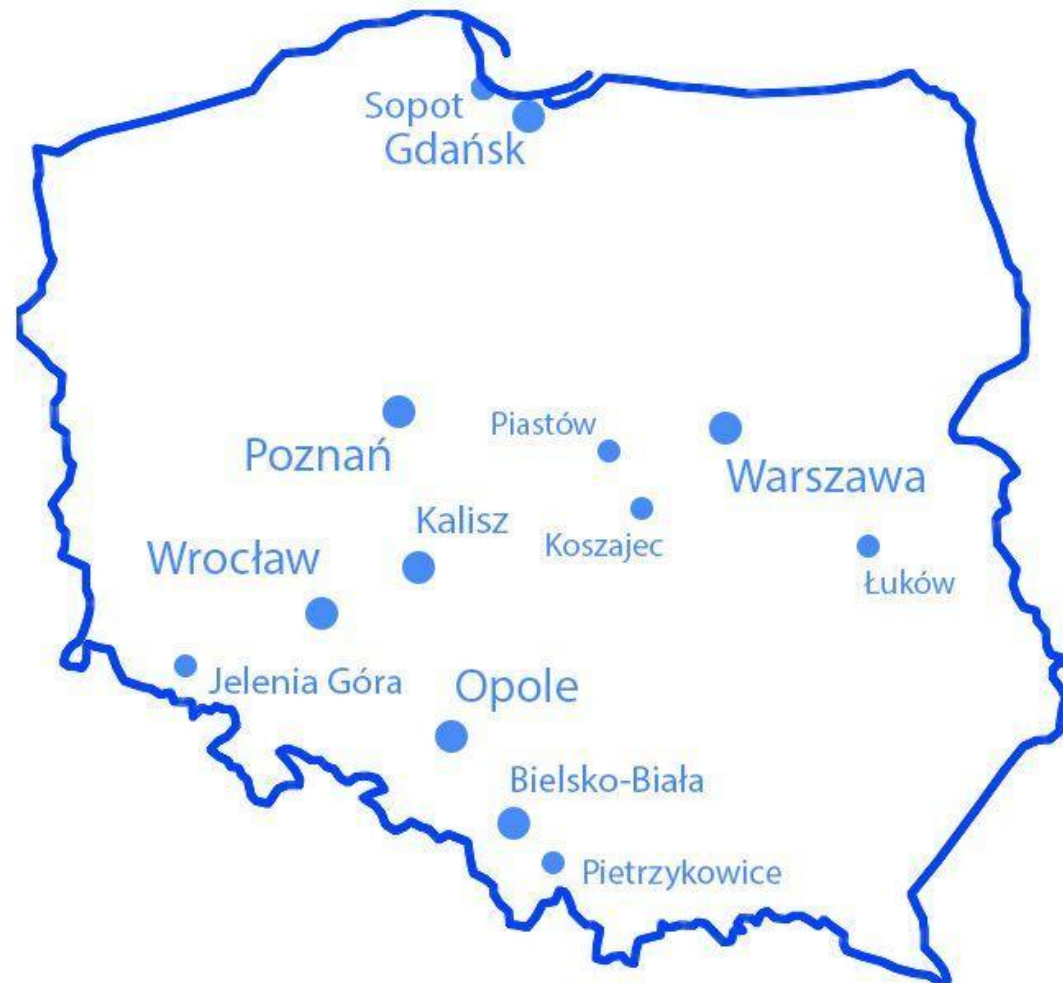 Sopot
Gdańsk
Piastów
Poznań
Warszawa
Kalisz
Koszajec
Wrocław
Łuków
Jelenia Góra
Opole
Bielsko-Biała
Pietrzykowice